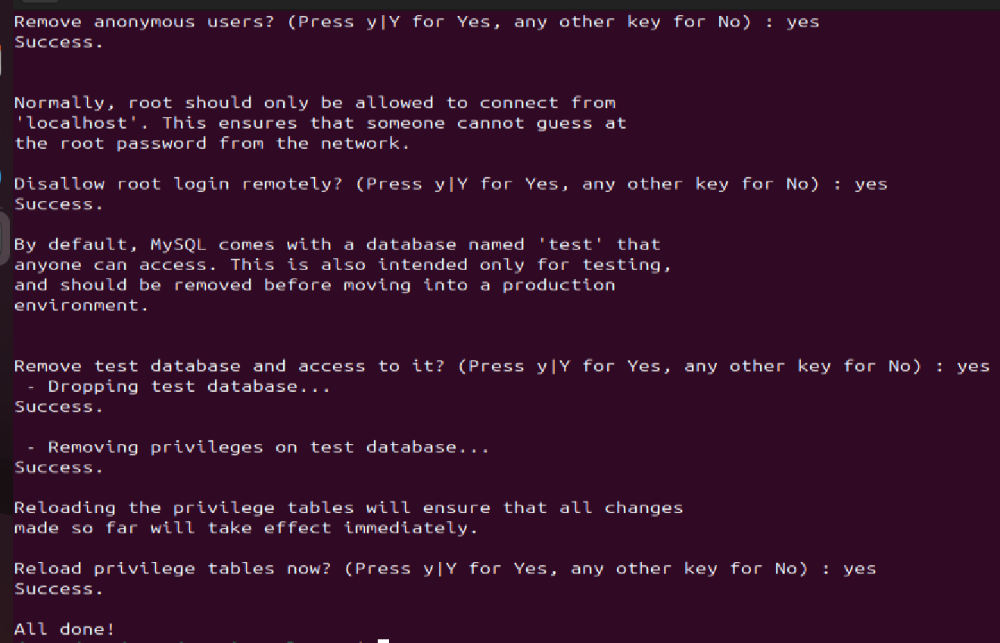 Remove anonymous users? (Press y|Y for Yes, any other key for No) : yes
Success.
Normally, root should only be allowed to connect from
'localhost'. This ensures that someone cannot guess at
the root password from the network.
Disallow root login remotely? (Press y|Y for Yes, any other key for No) : yes
Success.
By default, MySQL comes with a database named 'test' that
anyone can access. This is also intended only for testing,
and should be removed before moving into a production
environment.
Remove test database and access to it? (Press y|Y for Yes, any other key for No) : yes
 - Dropping test database...
Success.
 - Removing privileges on test database...
Success.
Reloading the privilege tables will ensure that all changes
made so far will take effect immediately.
Reload privilege tables now? (Press y|Y for Yes, any other key for No) : yes
Success.
All done!